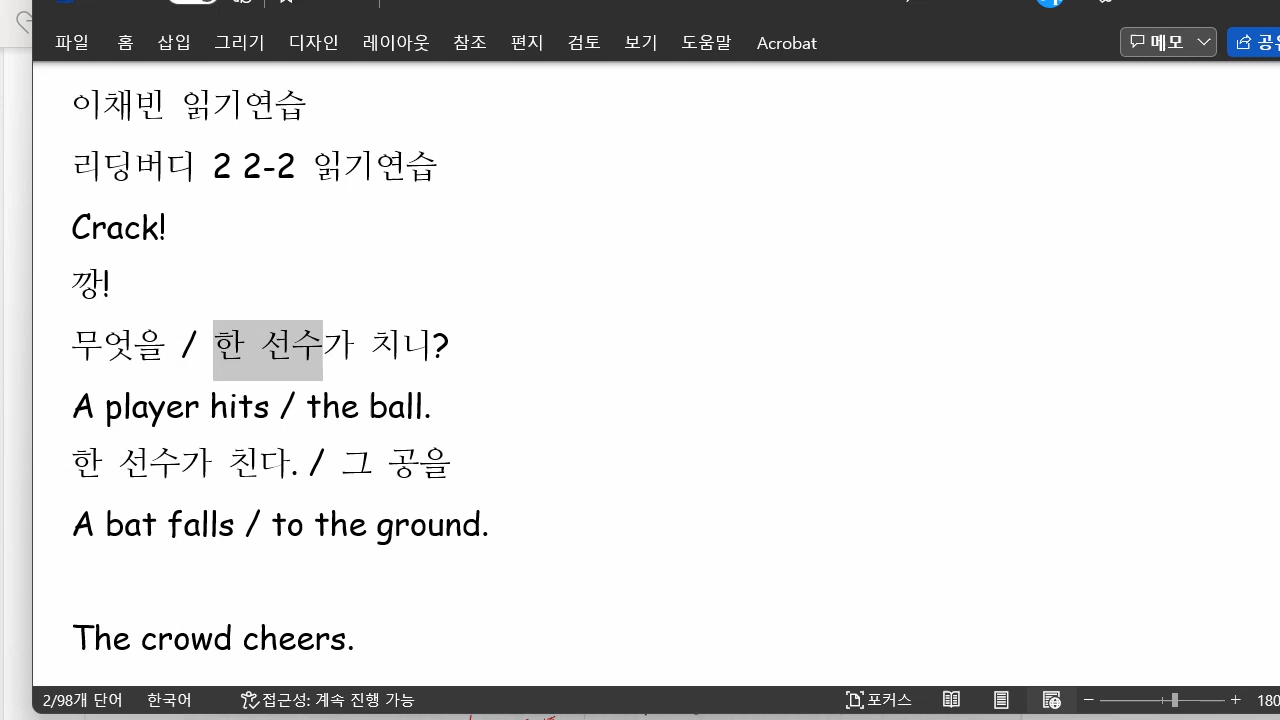 파일 홈 삽입 그리기 디자인 레이아웃 참조 편지 검토 보기 도움말 Acrobat 메모
이채빈 읽기연습
리딩버디 2 2-2 읽기연습
Crack!
깡!
무엇을 / 한 선수가 치니?
A player hits / the ball.
한 선수가 친다. / 그 공을
A bat falls / to the ground.
The crowd cheers.
2/98개 단어 한국어 접근성: 계속 진행 가능 포커스 180